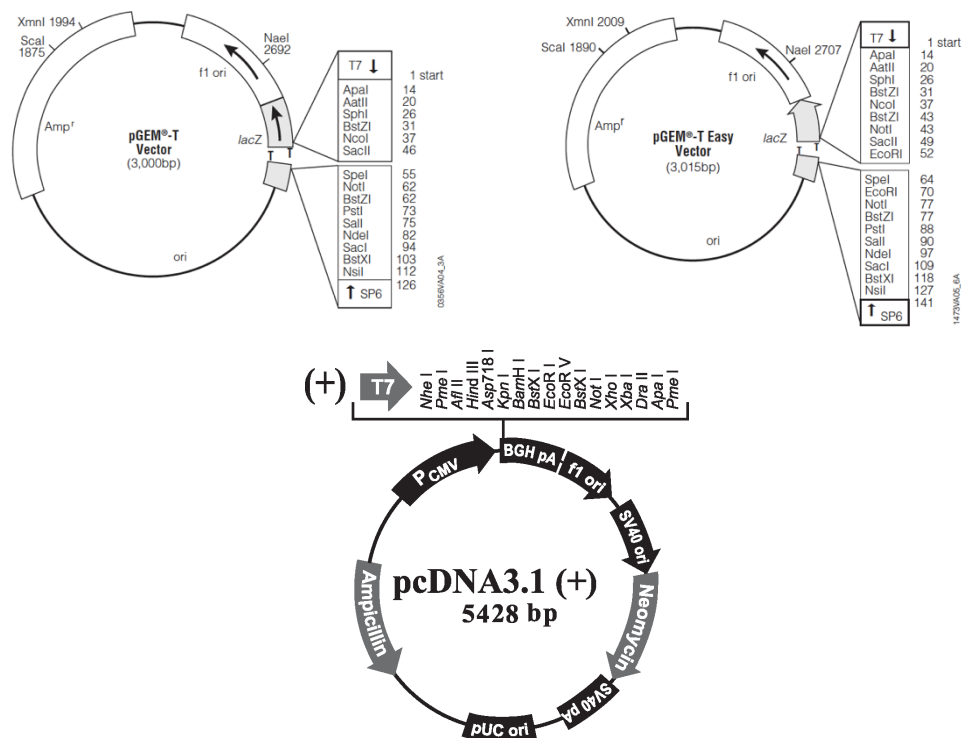 XmnI 1994
ScaI
1875
NaeI
2692
f1 ori
Ampʳ
pGEM®-T
Vector
(3,000bp)
lacZ
T
T
ori
T7 ↓
1 start
ApaI 14
AatII 20
SphI 26
BstZI 31
NcoI 37
SacII 46
SpeI 55
NotI 62
BstZI 62
PstI 73
SalI 75
NdeI 82
SacI 94
BstXI 103
NsiI 112
126
↑ SP6
0356VA04_3A
XmnI 2009
ScaI 1890
NaeI 2707
f1 ori
Ampʳ
pGEM®-T Easy
Vector
(3,015bp)
lacZ
T
T
ori
T7 ↓
1 start
ApaI 14
AatII 20
SphI 26
BstZI 31
NcoI 37
BstZI 43
NotI 43
SacII 49
EcoRI 52
SpeI 64
EcoRI 70
NotI 77
BstZI 77
PstI 88
SalI 90
NdeI 97
SacI 109
BstXI 118
NsiI 127
141
↑ SP6
1473VA05_6A
(+)
T7
Nhe I
Pme I
Afl II
Hind III
Asp718 I
Kpn I
BamH I
BstX I
EcoR I
EcoR V
BstX I
Not I
Xho I
Xba I
Dra II
Apa I
Pme I
P CMV
BGH pA
f1 ori
SV40 ori
Neomycin
SV40 pA
pUC ori
Ampicillin
pcDNA3.1 (+)
5428 bp